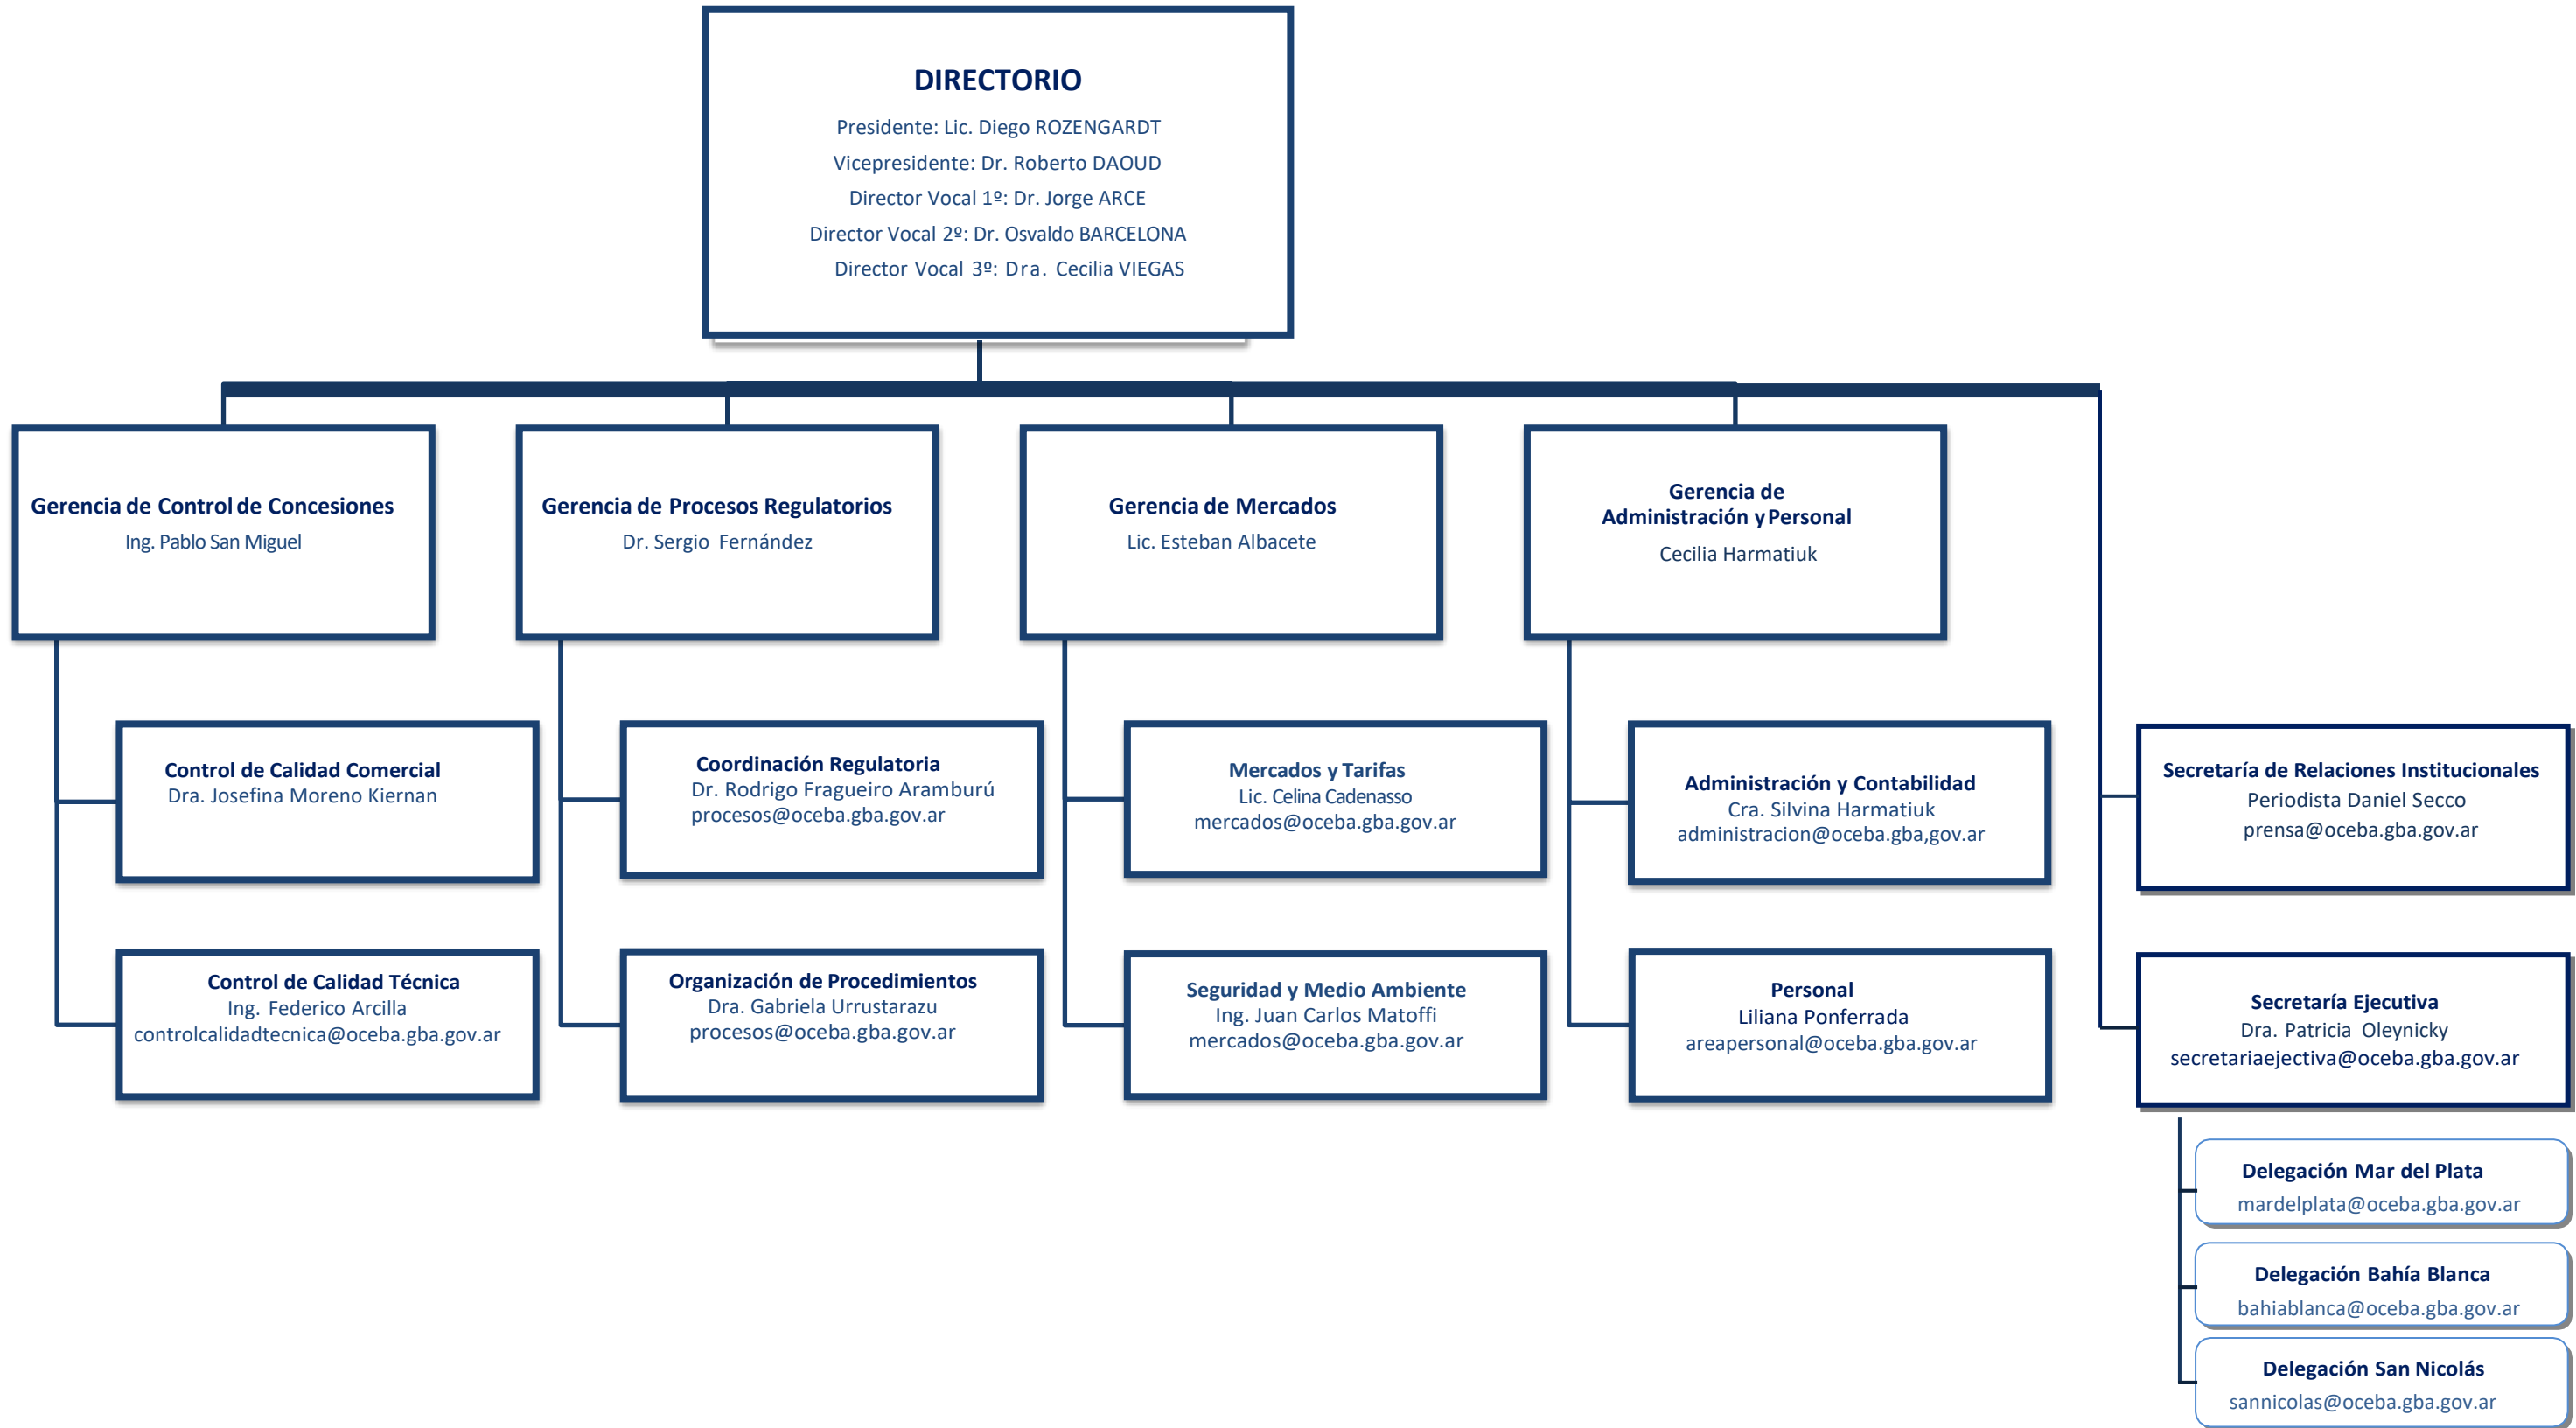 DIRECTORIO
Presidente: Lic. Diego ROZENGARDT
Vicepresidente: Dr. Roberto DAOUD
Director Vocal 1º: Dr. Jorge ARCE
Director Vocal 2º: Dr. Osvaldo BARCELONA
Director Vocal 3º: Dra. Cecilia VIEGAS
Gerencia de Control de Concesiones
Ing. Pablo San Miguel
Gerencia de Procesos Regulatorios
Dr. Sergio Fernández
Gerencia de Mercados
Lic. Esteban Albacete
Gerencia de
Administración y Personal
Cecilia Harmatiuk
Control de Calidad Comercial
Dra. Josefina Moreno Kiernan
Coordinación Regulatoria
Dr. Rodrigo Fragueiro Aramburú
procesos@oceba.gba.gov.ar
Mercados y Tarifas
Lic. Celina Cadenasso
mercados@oceba.gba.gov.ar
Administración y Contabilidad
Cra. Silvina Harmatiuk
administracion@oceba.gba,gov.ar
Secretaría de Relaciones Institucionales
Periodista Daniel Secco
prensa@oceba.gba.gov.ar
Control de Calidad Técnica
Ing. Federico Arcilla
controlcalidadtecnica@oceba.gba.gov.ar
Organización de Procedimientos
Dra. Gabriela Urrustarazu
procesos@oceba.gba.gov.ar
Seguridad y Medio Ambiente
Ing. Juan Carlos Matoffi
mercados@oceba.gba.gov.ar
Personal
Liliana Ponferrada
areapersonal@oceba.gba.gov.ar
Secretaría Ejecutiva
Dra. Patricia Oleynicky
secretariaejectiva@oceba.gba.gov.ar
Delegación Mar del Plata
mardelplata@oceba.gba.gov.ar
Delegación Bahía Blanca
bahiablanca@oceba.gba.gov.ar
Delegación San Nicolás
sannicolas@oceba.gba.gov.ar